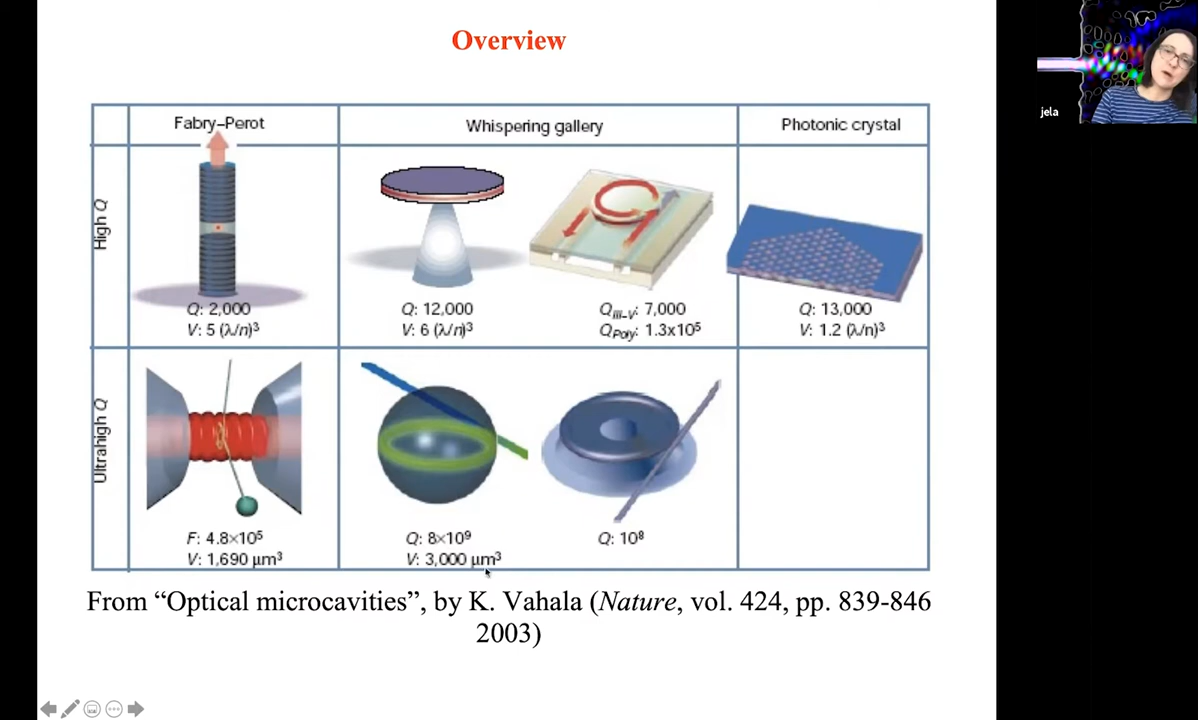 Overview
Fabry–Perot
Whispering gallery
Photonic crystal
High Q
Q: 2,000
V: 5 (λ/n)³
Q: 12,000
V: 6 (λ/n)³
Q_III–V: 7,000
Q_Poly: 1.3x10⁵
Q: 13,000
V: 1.2 (λ/n)³
Ultrahigh Q
F: 4.8×10⁵
V: 1,690 μm³
Q: 8×10⁹
V: 3,000 μm³
Q: 10⁸
From “Optical microcavities”, by K. Vahala (Nature, vol. 424, pp. 839-846
2003)
jela